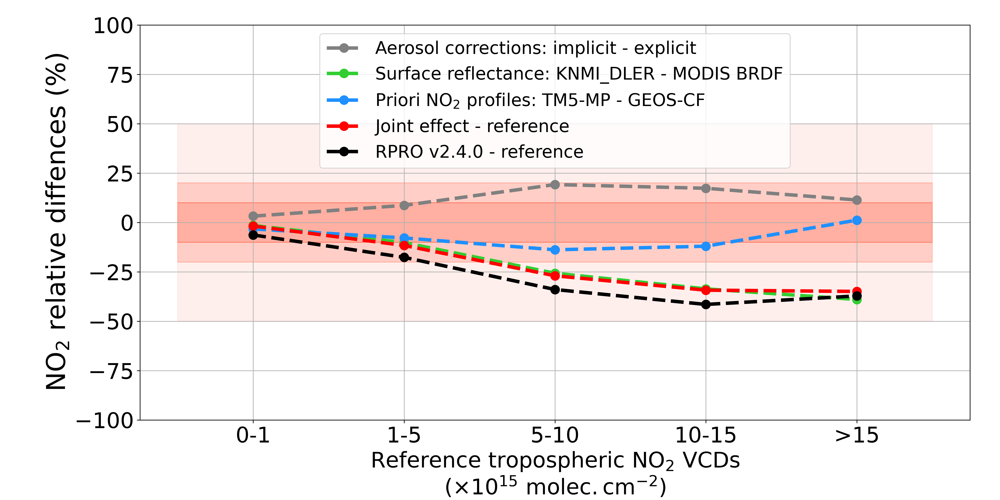 100
75
50
25
0
−25
−50
−75
−100
NO₂ relative diffences (%)
Aerosol corrections: implicit - explicit
Surface reflectance: KNMI_DLER - MODIS BRDF
Priori NO₂ profiles: TM5-MP - GEOS-CF
Joint effect - reference
RPRO v2.4.0 - reference
0-1 1-5 5-10 10-15 >15
Reference tropospheric NO₂ VCDs
(×10¹⁵ molec. cm⁻²)